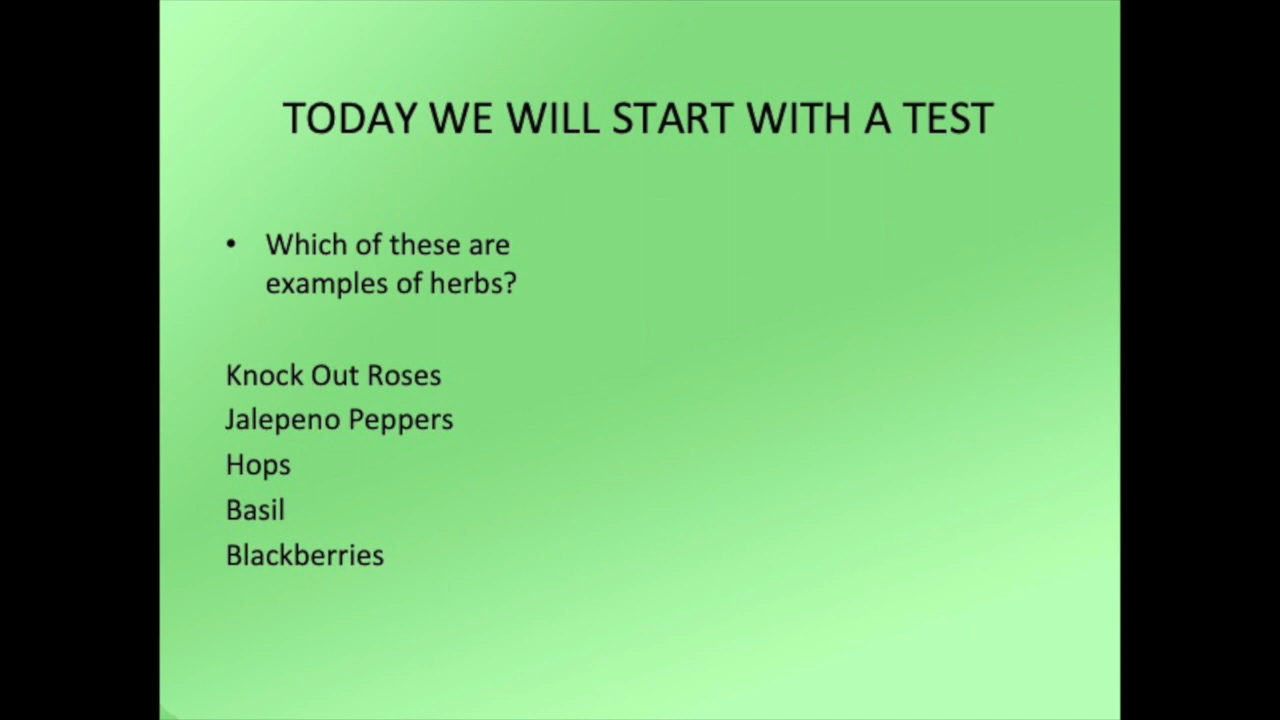 TODAY WE WILL START WITH A TEST
• Which of these are
examples of herbs?
Knock Out Roses
Jalepeno Peppers
Hops
Basil
Blackberries